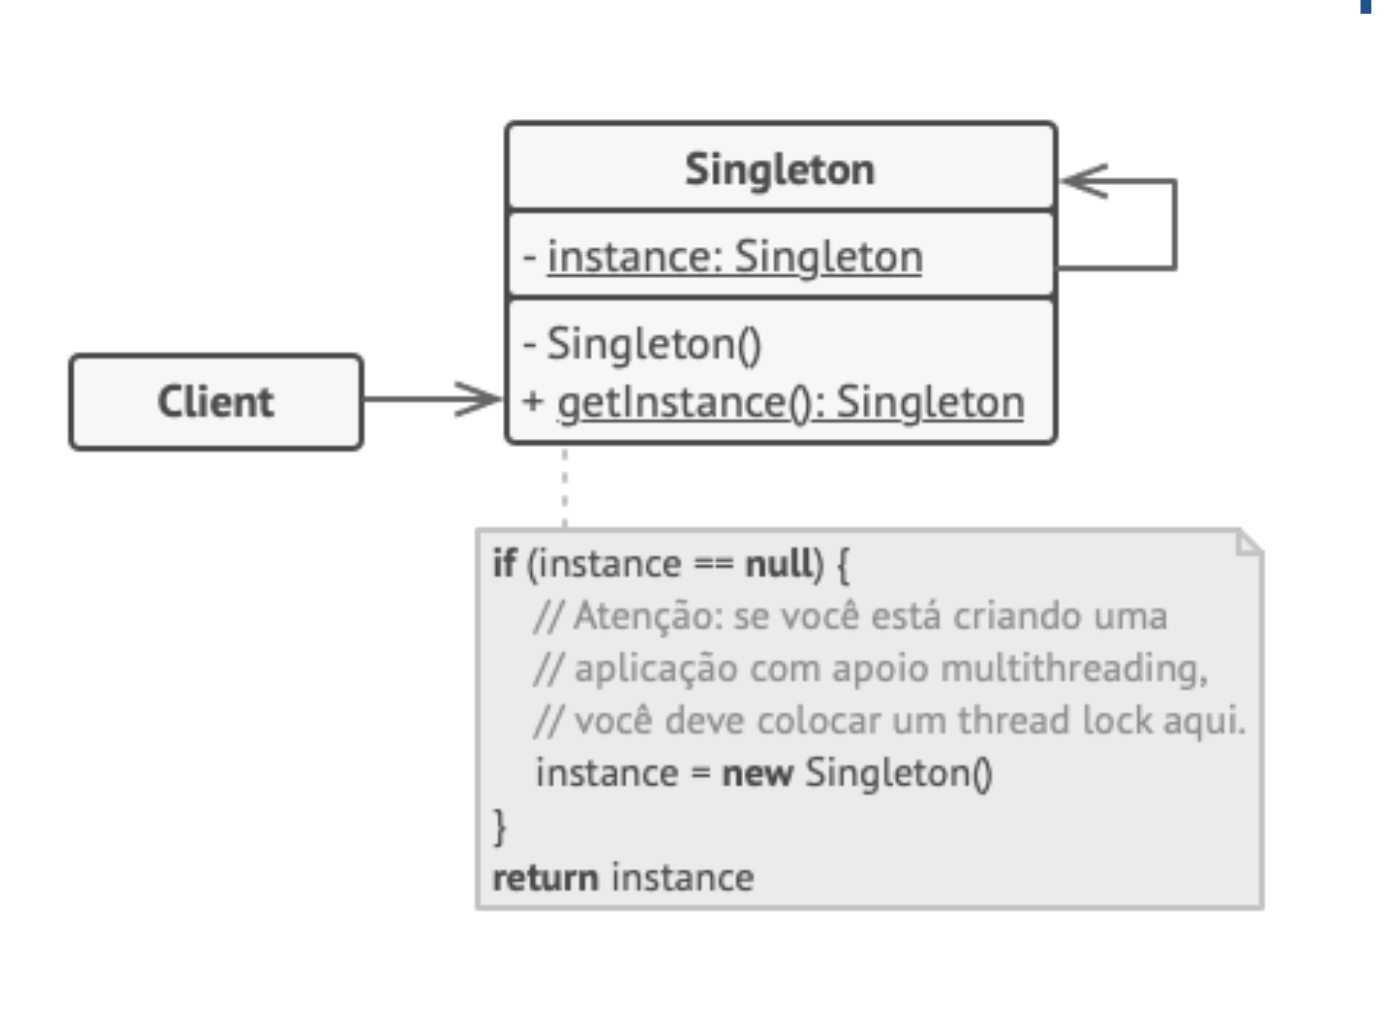 Singleton
- instance: Singleton
- Singleton()
+ getInstance(): Singleton
Client
if (instance == null) {
// Atenção: se você está criando uma
// aplicação com apoio multithreading,
// você deve colocar um thread lock aqui.
instance = new Singleton()
}
return instance